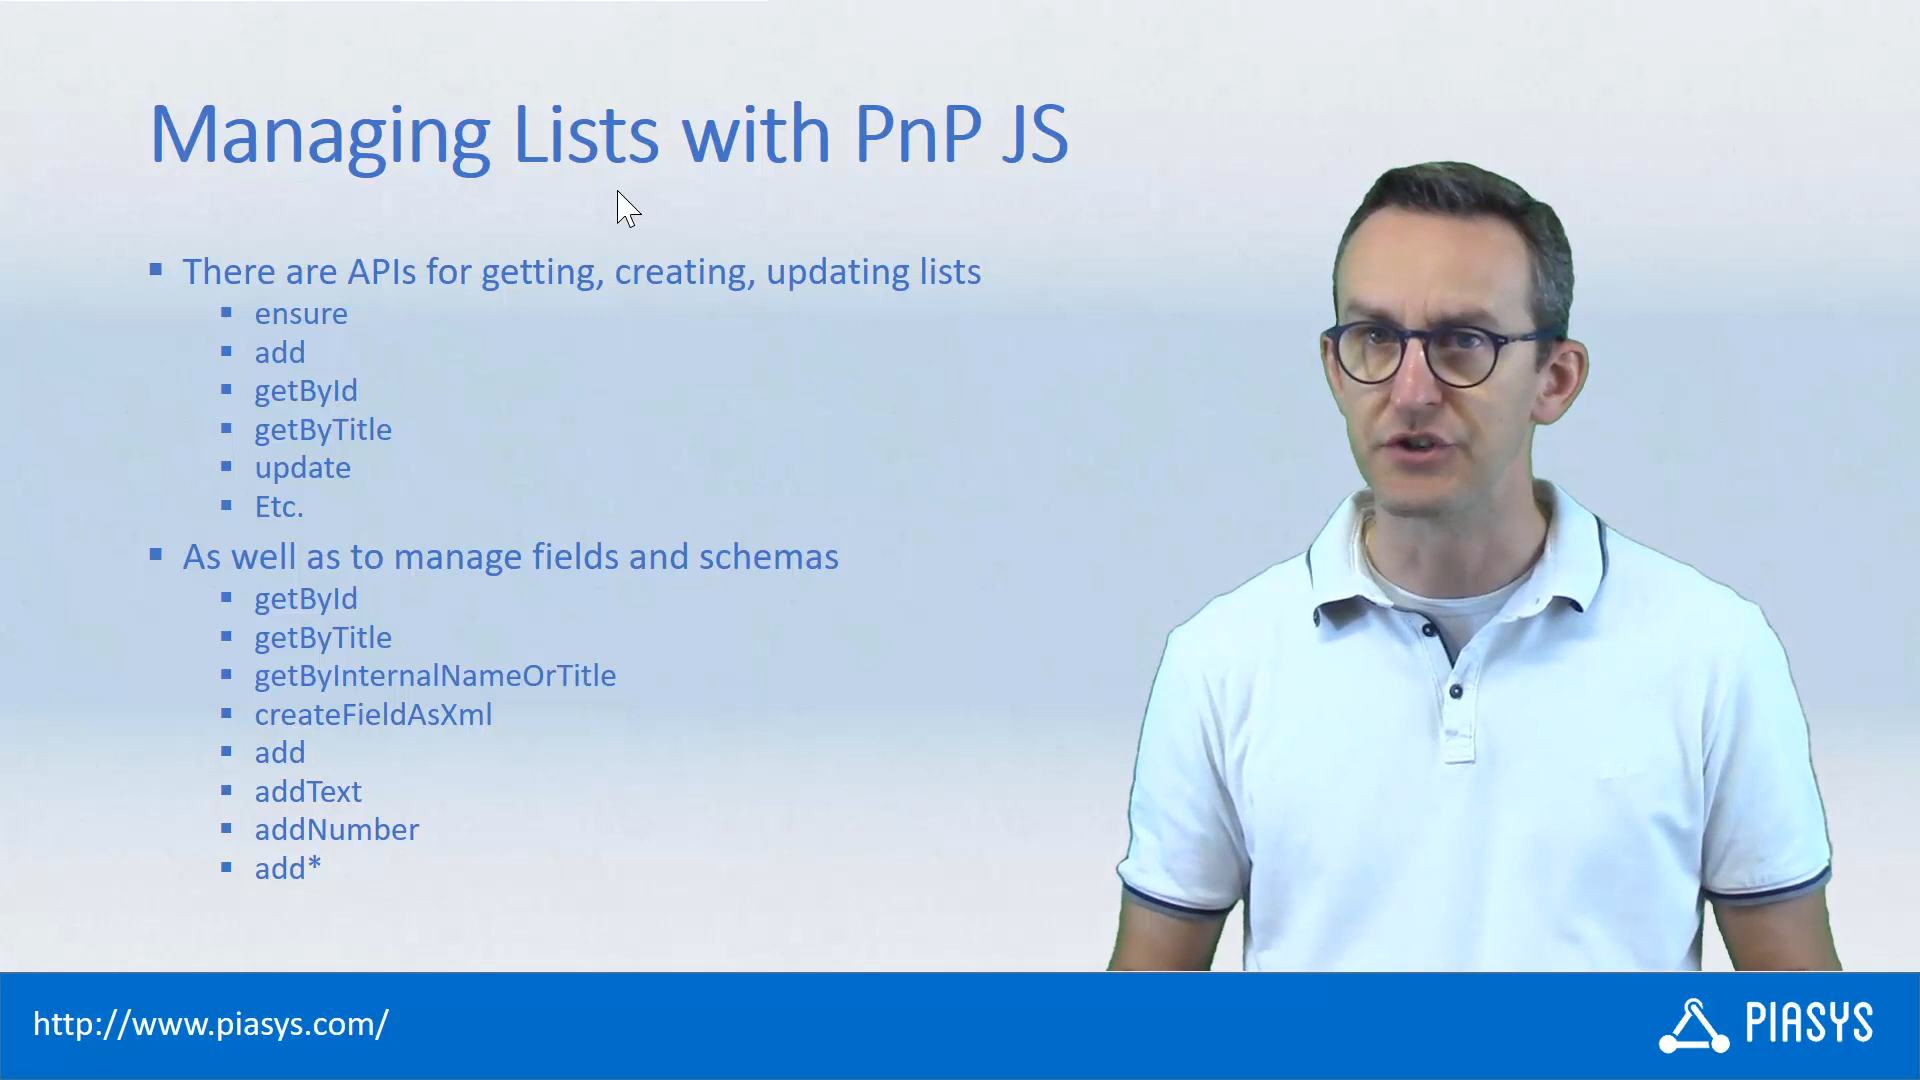 Managing Lists with PnP JS
There are APIs for getting, creating, updating lists
ensure
add
getById
getByTitle
update
Etc.
As well as to manage fields and schemas
getById
getByTitle
getByInternalNameOrTitle
createFieldAsXml
add
addText
addNumber
add*
http://www.piasys.com/
PIASYS